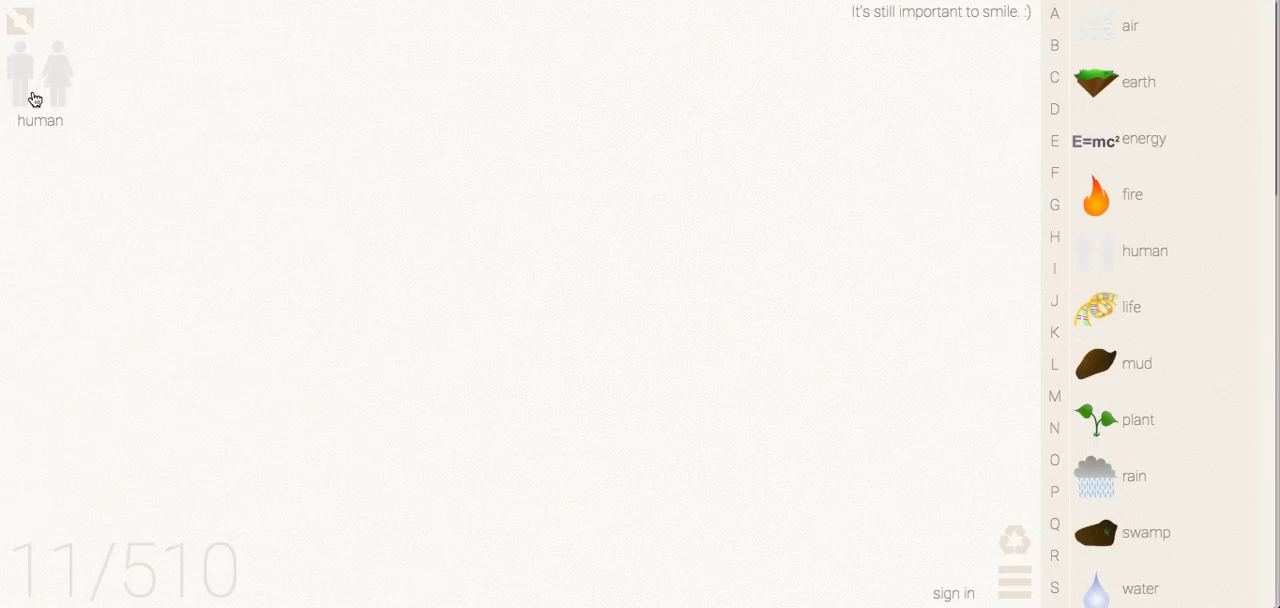 It's still important to smile. :)
human
11/510
sign in
A
B
C
D
E
F
G
H
I
J
K
L
M
N
O
P
Q
R
S
air
earth
E=mc² energy
fire
human
life
mud
plant
rain
swamp
water